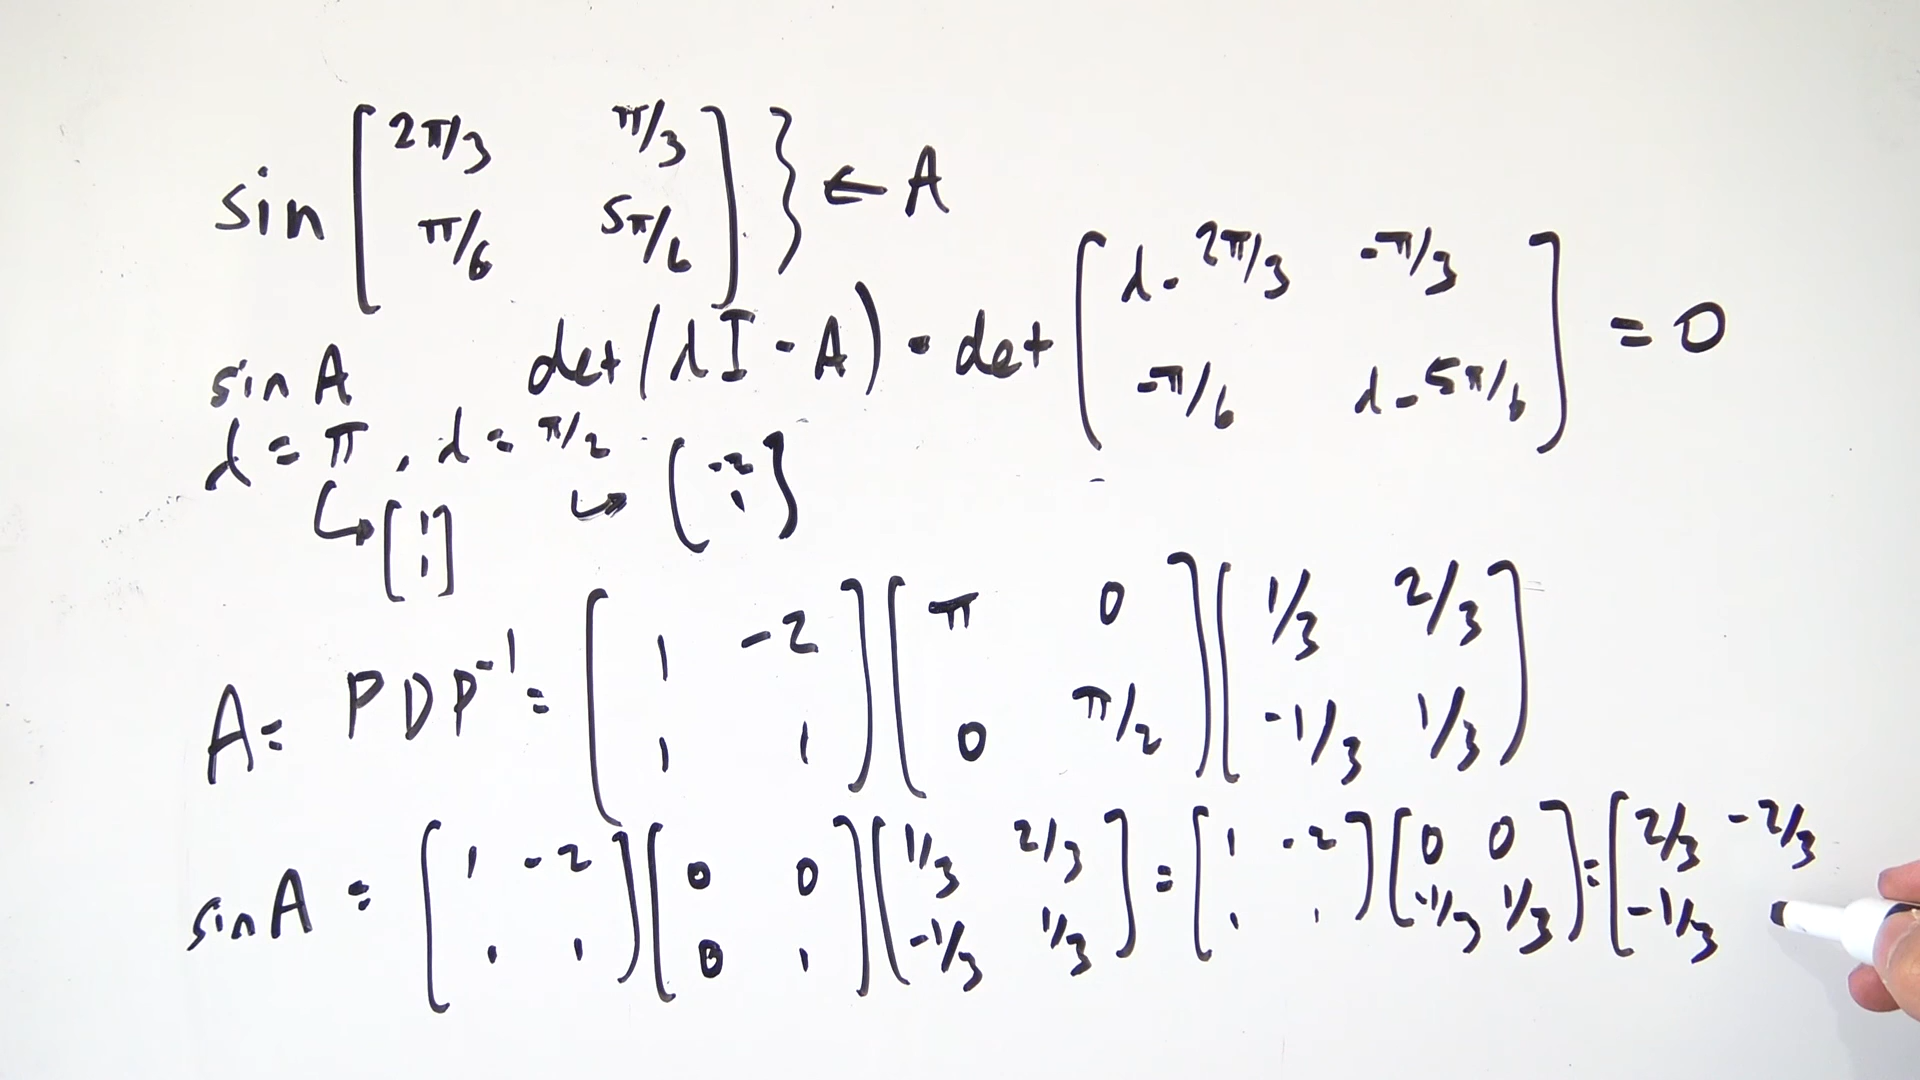 sin [ 2π/3 π/3 ; π/6 5π/6 ] } ← A
det(λI - A) = det [ λ - 2π/3 -π/3 ; -π/6 λ - 5π/6 ] = 0
sin A
λ = π , λ = π/2
↳ [ 1 ; 1 ] ↳ [ -2 ; 1 ]
A = PDP⁻¹ = [ 1 -2 ; 1 1 ] [ π 0 ; 0 π/2 ] [ 1/3 2/3 ; -1/3 1/3 ]
sin A = [ 1 -2 ; 1 1 ] [ 0 0 ; 0 1 ] [ 1/3 2/3 ; -1/3 1/3 ] = [ 1 -2 ; 1 1 ] [ 0 0 ; -1/3 1/3 ] = [ 2/3 -2/3 ; -1/3